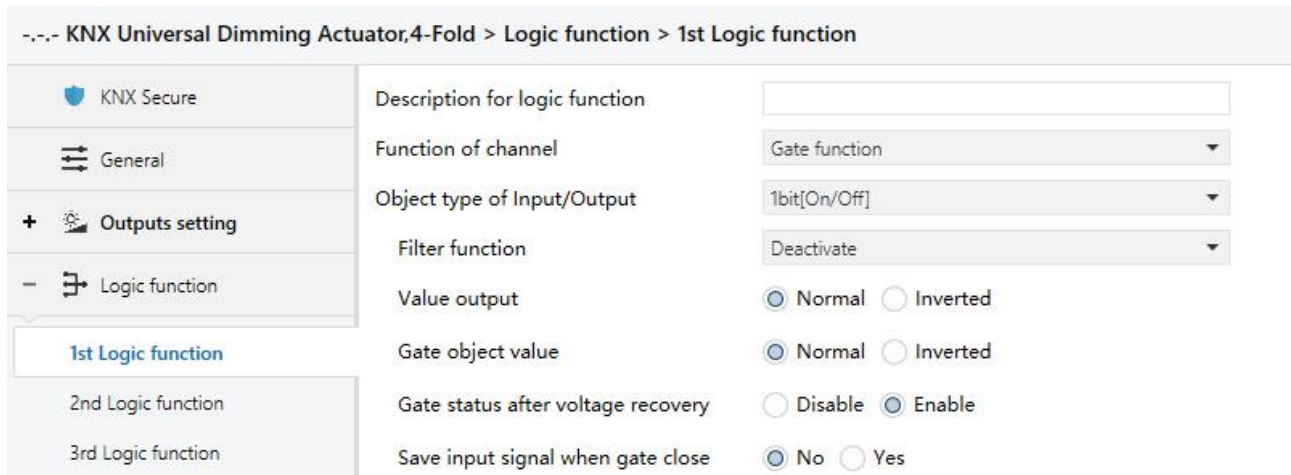 -.-.- KNX Universal Dimming Actuator,4-Fold > Logic function > 1st Logic function
KNX Secure
General
+ Outputs setting
- Logic function
1st Logic function
2nd Logic function
3rd Logic function
Description for logic function
Function of channel Gate function
Object type of Input/Output 1bit[On/Off]
Filter function Deactivate
Value output Normal Inverted
Gate object value Normal Inverted
Gate status after voltage recovery Disable Enable
Save input signal when gate close No Yes